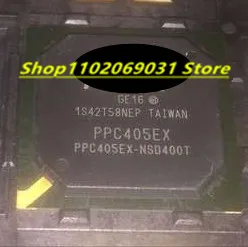 Shop1102069031 Store
GE16
1S42T58NEP TAIWAN
PPC405EX
PPC405EX-NSD400T